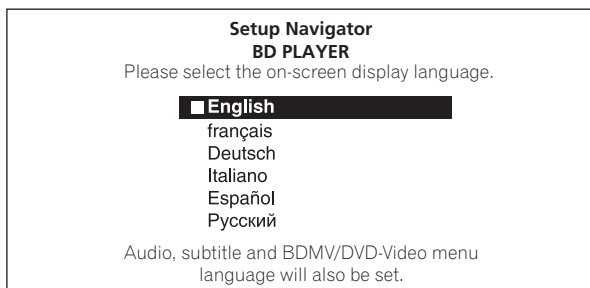 Setup Navigator
BD PLAYER
Please select the on-screen display language.
English
français
Deutsch
Italiano
Español
Русский
Audio, subtitle and BDMV/DVD-Video menu
language will also be set.